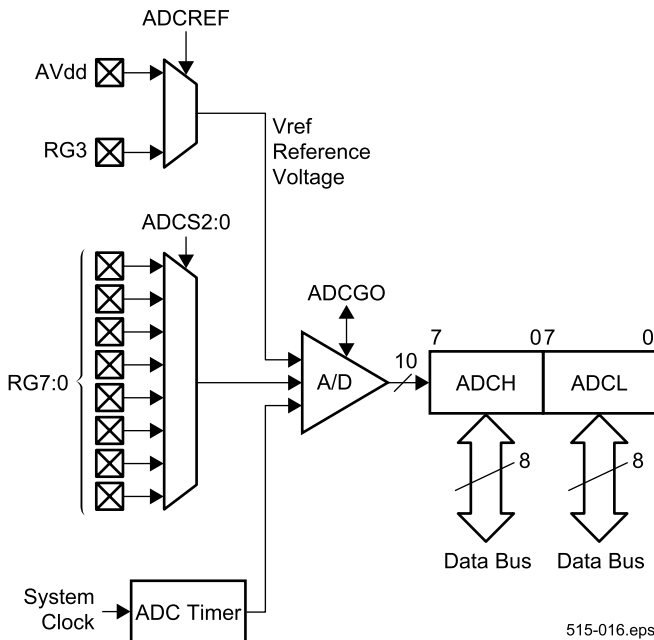 ADCREF
AVdd
RG3
Vref
Reference
Voltage
ADCS2:0
ADCGO
RG7:0
A/D
10
7
0
7
0
ADCH
ADCL
8
8
Data Bus
Data Bus
System
Clock
ADC Timer
515-016.eps